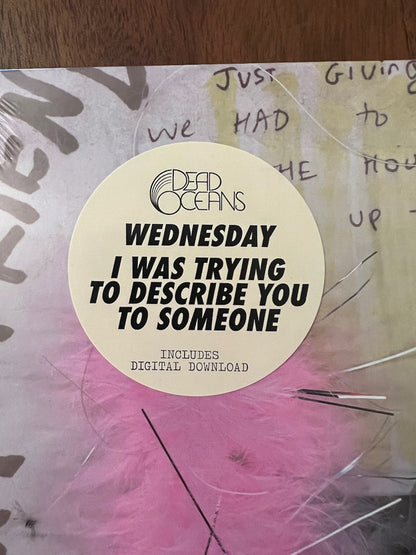 JUST GIVING
WE HAD to
THE HOU
UP
DEAD
OCEANS
WEDNESDAY
I WAS TRYING
TO DESCRIBE YOU
TO SOMEONE
INCLUDES
DIGITAL DOWNLOAD